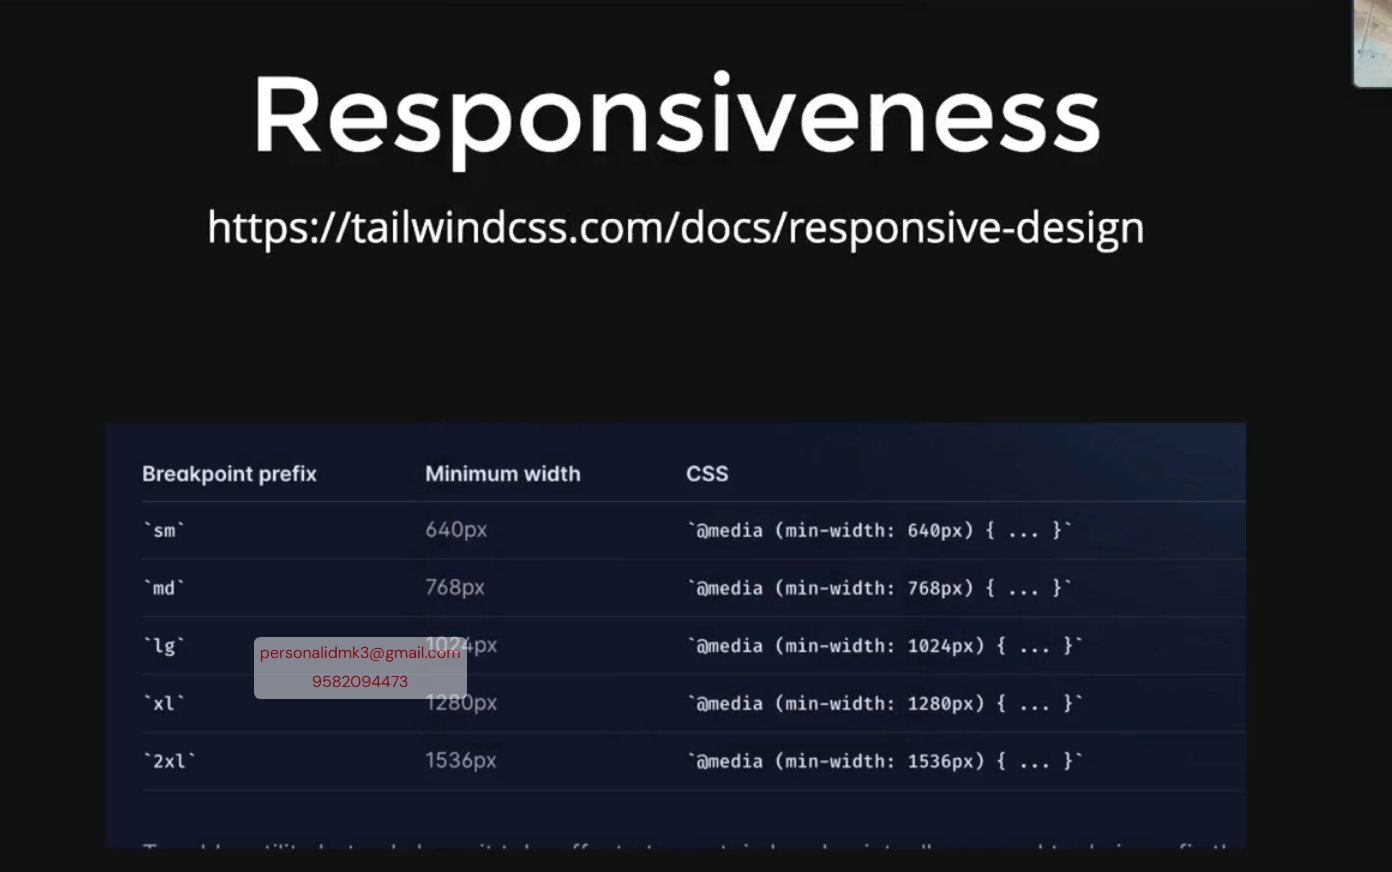 Responsiveness
https://tailwindcss.com/docs/responsive-design
Breakpoint prefix Minimum width CSS
`sm` 640px `@media (min-width: 640px) { ... }`
`md` 768px `@media (min-width: 768px) { ... }`
`lg` 1024px `@media (min-width: 1024px) { ... }`
personalidmk3@gmail.com
9582094473
`xl` 1280px `@media (min-width: 1280px) { ... }`
`2xl` 1536px `@media (min-width: 1536px) { ... }`